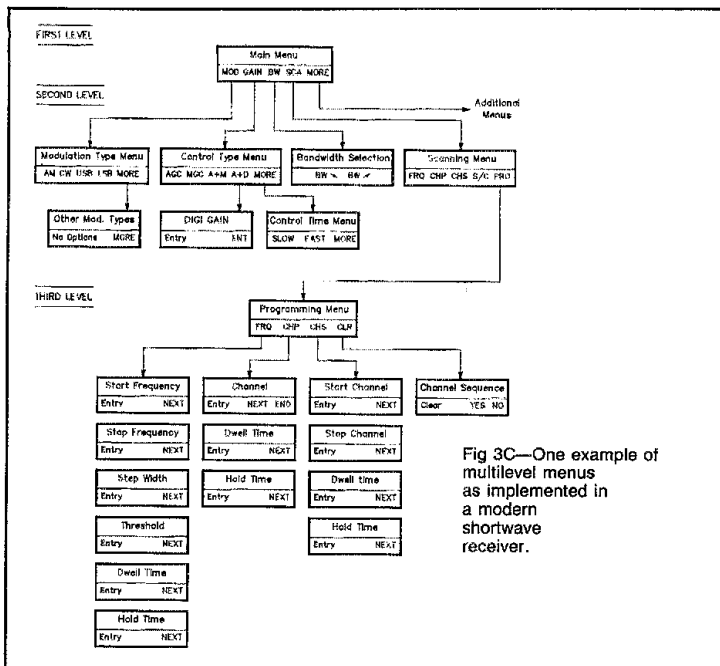 FIRST LEVEL
Main Menu
MOD GAIN BW SCA MORE
SECOND LEVEL
Additional
Menus
Modulation Type Menu
AM CW USB LSB MORE
Control Type Menu
AGC MGC A+M A+D MORE
Bandwidth Selection
BW BW
Scanning Menu
FRQ CHP CHS S/C PRO
Other Mod. Types
No Options MORE
DIGI GAIN
Entry ENT
Control Time Menu
SLOW FAST MORE
THIRD LEVEL
Programming Menu
FRQ CHP CHS CLR
Start Frequency
Entry NEXT
Channel
Entry NEXT END
Start Channel
Entry NEXT
Channel Sequence
Clear YES NO
Stop Frequency
Entry NEXT
Dwell Time
Entry NEXT
Stop Channel
Entry NEXT
Step Width
Entry NEXT
Hold Time
Entry NEXT
Dwell time
Entry NEXT
Threshold
Entry NEXT
Hold Time
Entry NEXT
Dwell Time
Entry NEXT
Hold Time
Entry NEXT
Fig 3C—One example of
multilevel menus
as implemented in
a modern
shortwave
receiver.